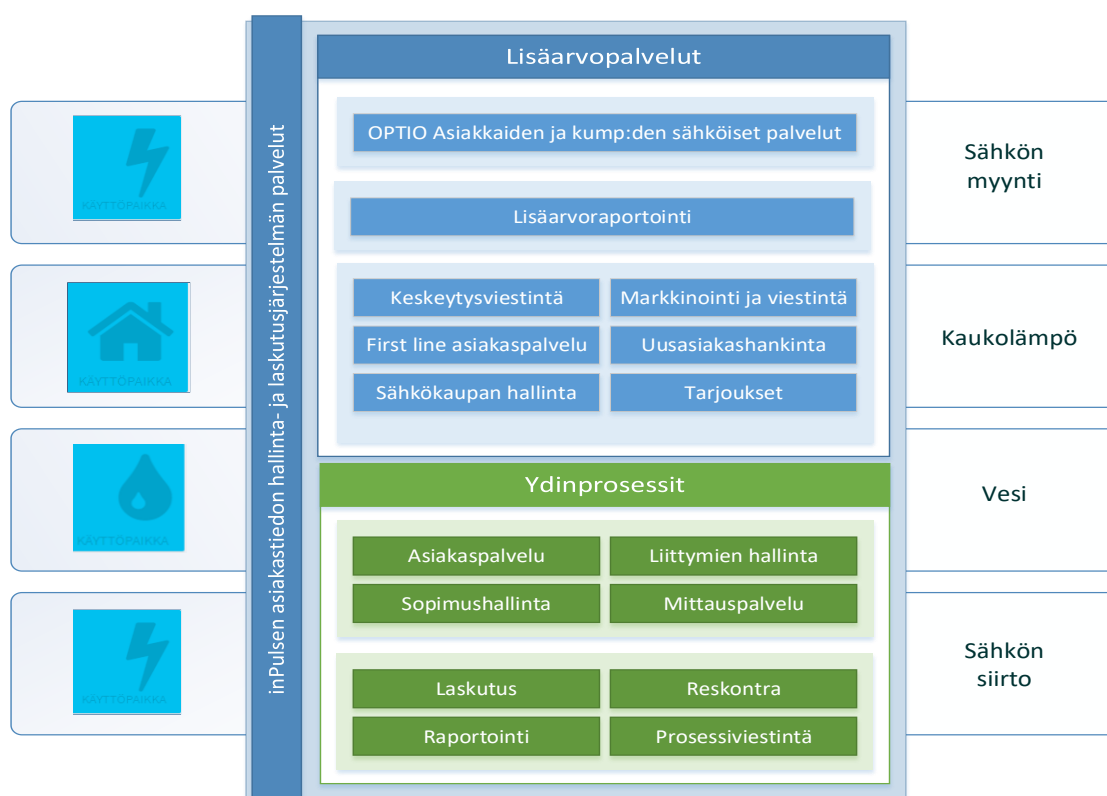 inPulsen asiakastiedon hallinta- ja laskutusjärjestelmän palvelut
Lisäarvopalvelut
OPTIO Asiakkaiden ja kump:den sähköiset palvelut
Lisäarvoraportointi
Keskeytysviestintä
Markkinointi ja viestintä
First line asiakaspalvelu
Uusasiakashankinta
Sähkökaupan hallinta
Tarjoukset
Ydinprosessit
Asiakaspalvelu
Liittymien hallinta
Sopimushallinta
Mittauspalvelu
Laskutus
Reskontra
Raportointi
Prosessiviestintä
KÄYTTÖPAIKKA
Sähkön
myynti
KÄYTTÖPAIKKA
Kaukolämpö
KÄYTTÖPAIKKA
Vesi
KÄYTTÖPAIKKA
Sähkön
siirto